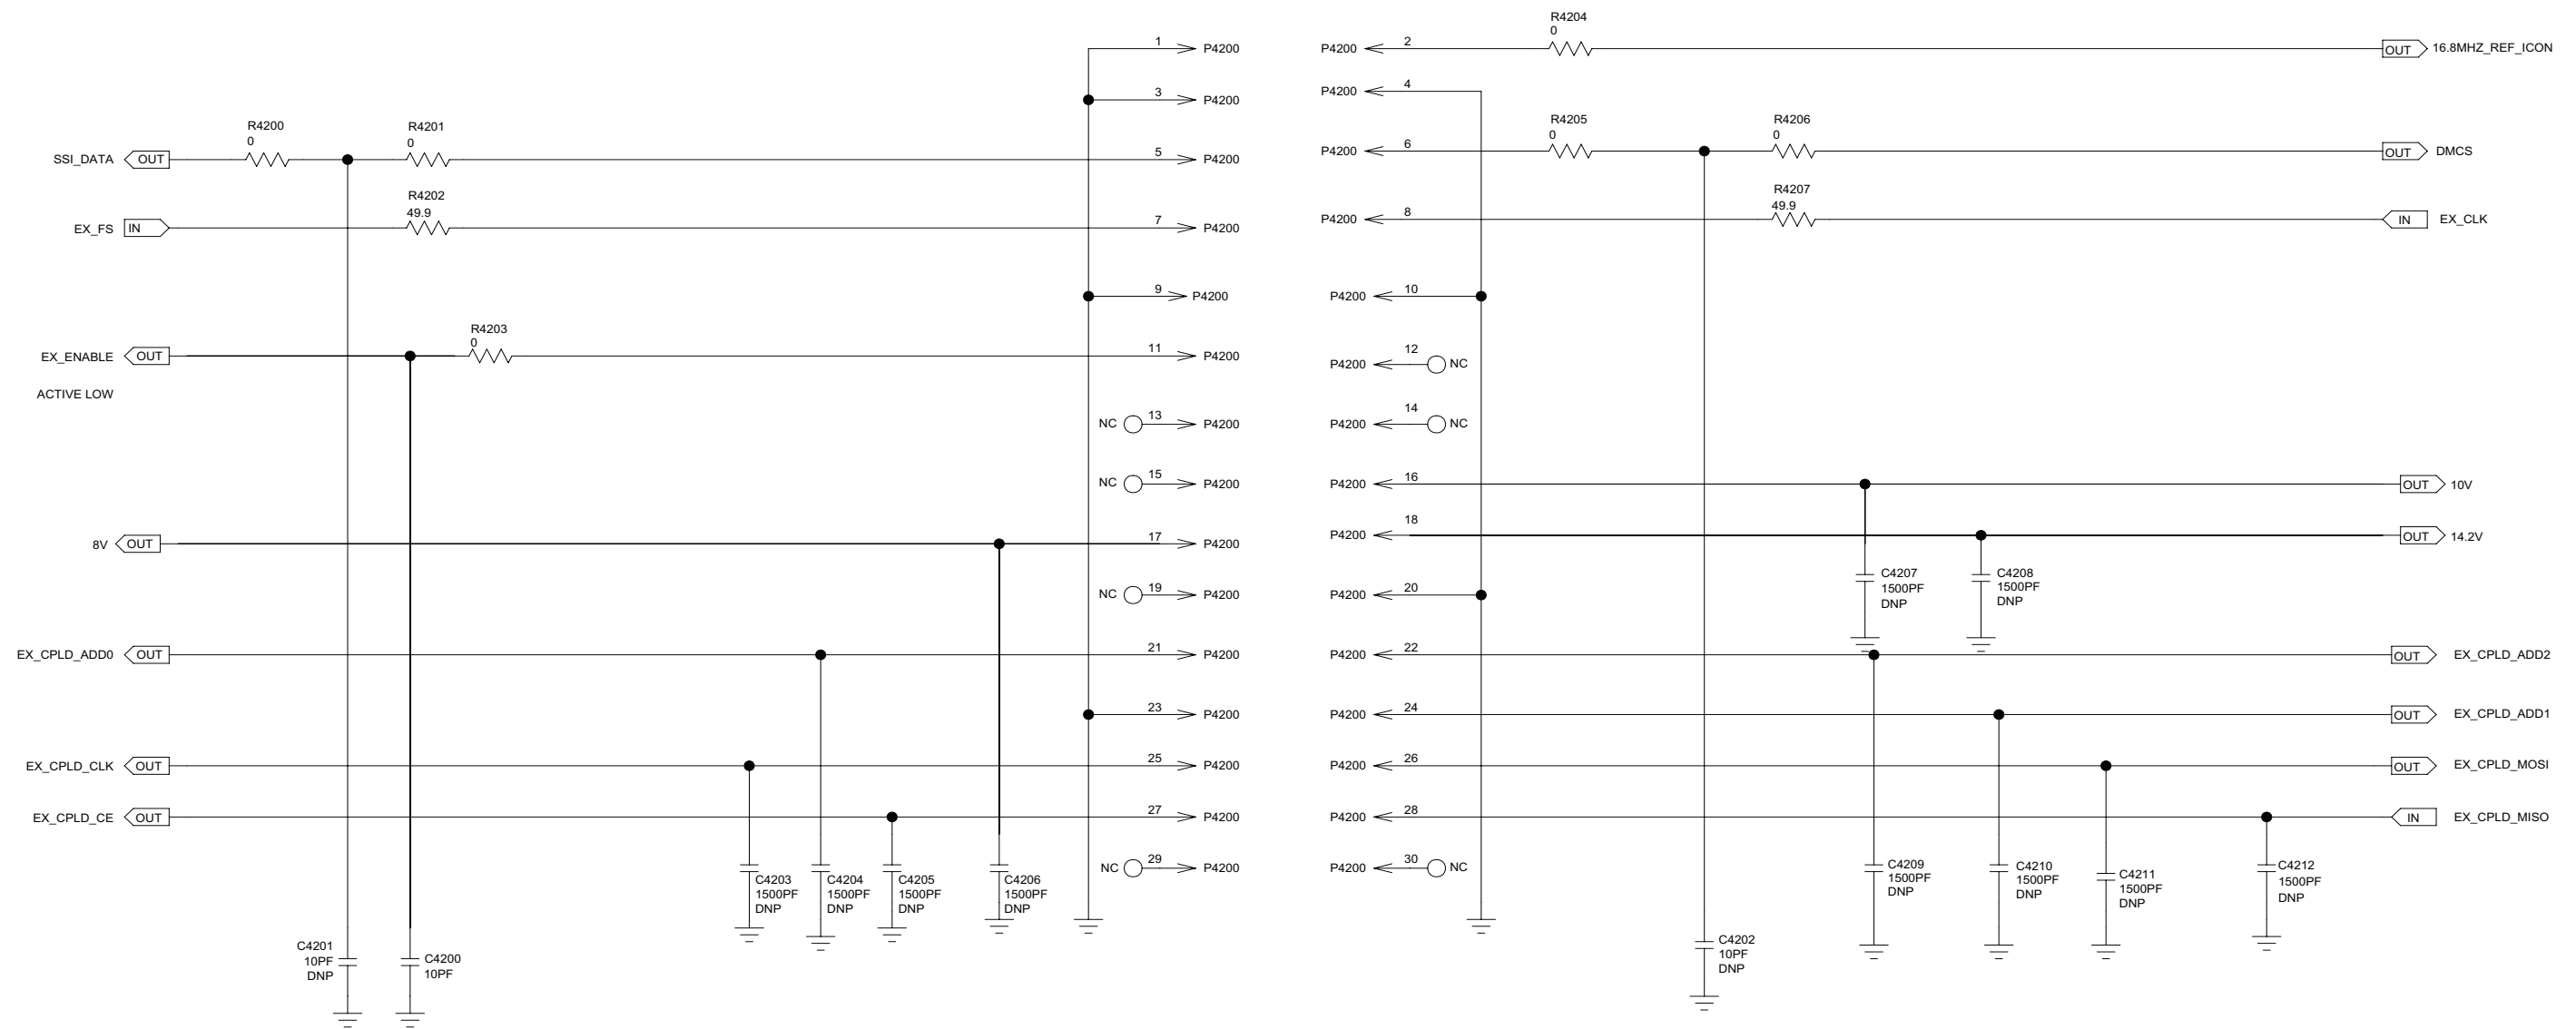 R4204
0
1 P4200
P4200 2
OUT 16.8MHZ_REF_ICON
P4200 4
3 P4200
R4200
0
R4201
0
R4205
0
R4206
0
SSI_DATA OUT
5 P4200
P4200 6
OUT DMCS
R4202
49.9
R4207
49.9
EX_FS IN
7 P4200
P4200 8
IN EX_CLK
9 P4200
P4200 10
R4203
0
EX_ENABLE OUT
11 P4200
P4200 12 NC
ACTIVE LOW
NC 13 P4200
P4200 14 NC
NC 15 P4200
P4200 16
OUT 10V
8V OUT
17 P4200
P4200 18
OUT 14.2V
C4207
1500PF
DNP
C4208
1500PF
DNP
NC 19 P4200
P4200 20
EX_CPLD_ADD0 OUT
21 P4200
P4200 22
OUT EX_CPLD_ADD2
23 P4200
P4200 24
OUT EX_CPLD_ADD1
EX_CPLD_CLK OUT
25 P4200
P4200 26
OUT EX_CPLD_MOSI
EX_CPLD_CE OUT
27 P4200
P4200 28
IN EX_CPLD_MISO
NC 29 P4200
P4200 30 NC
C4203
1500PF
DNP
C4204
1500PF
DNP
C4205
1500PF
DNP
C4206
1500PF
DNP
C4209
1500PF
DNP
C4210
1500PF
DNP
C4211
1500PF
DNP
C4212
1500PF
DNP
C4201
10PF
DNP
C4200
10PF
C4202
10PF
DNP